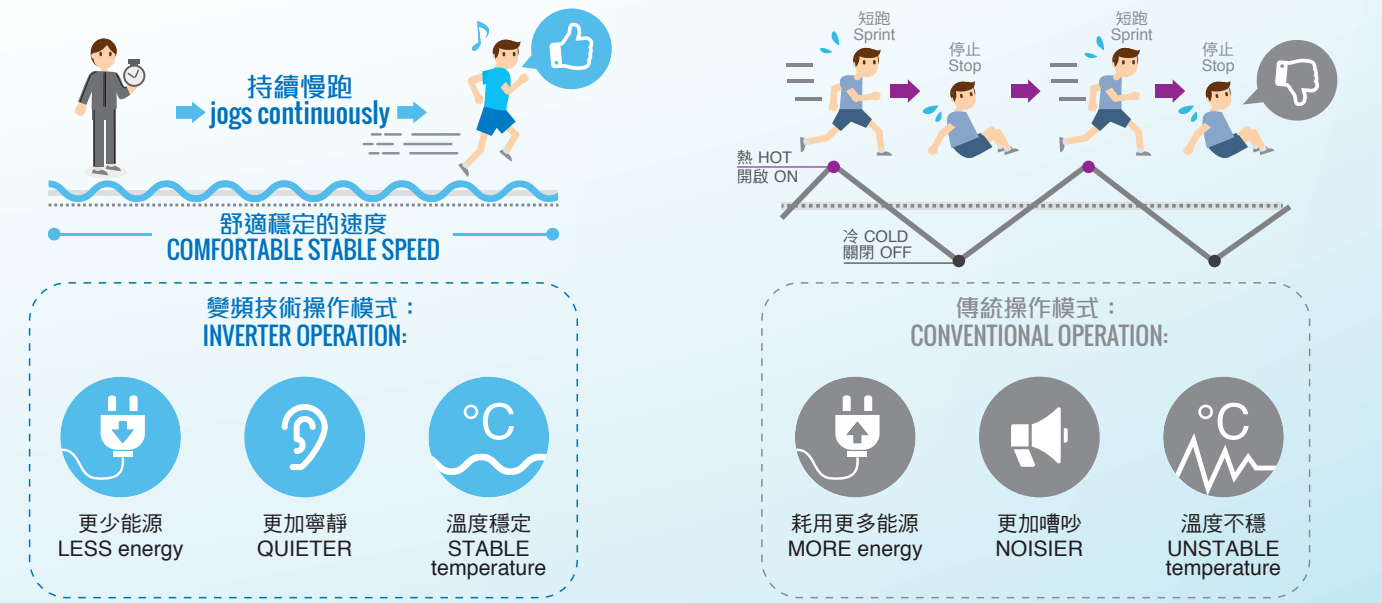 持續慢跑
jogs continuously
舒適穩定的速度
COMFORTABLE STABLE SPEED
變頻技術操作模式：
INVERTER OPERATION:
°C
更少能源
LESS energy
更加寧靜
QUIETER
溫度穩定
STABLE
temperature
短跑
Sprint
停止
Stop
短跑
Sprint
停止
Stop
熱 HOT
開啟 ON
冷 COLD
關閉 OFF
傳統操作模式：
CONVENTIONAL OPERATION:
°C
耗用更多能源
MORE energy
更加嘈吵
NOISIER
溫度不穩
UNSTABLE
temperature